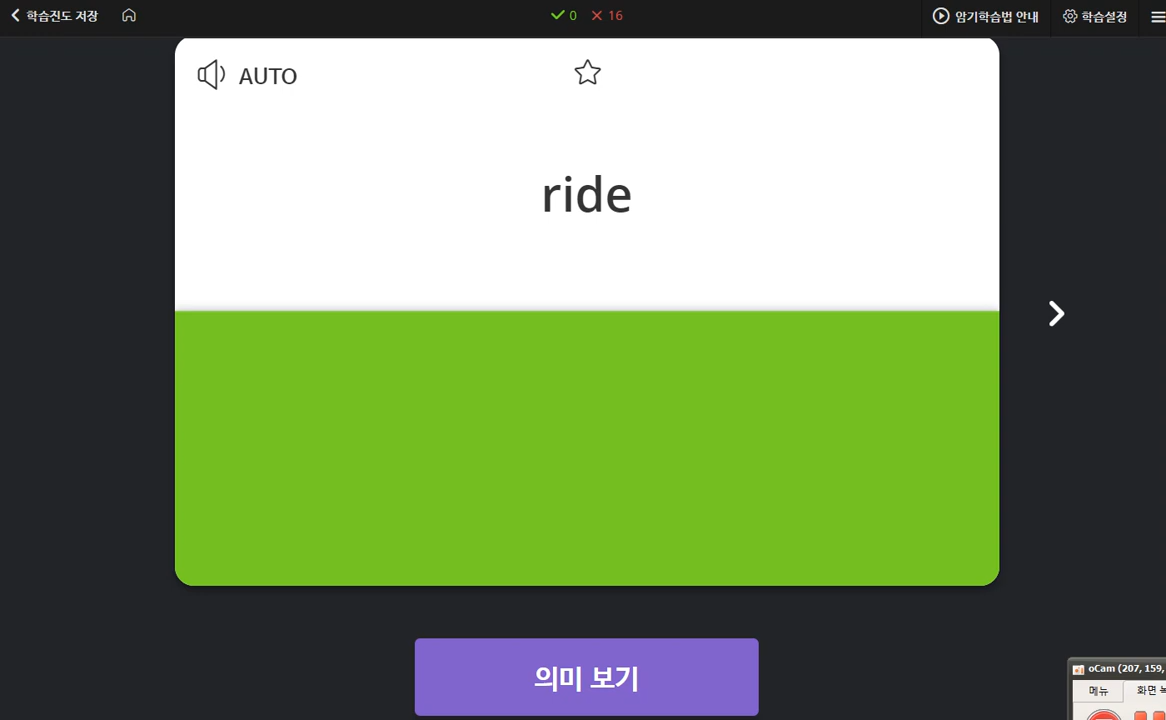 학습진도 저장
0
16
암기학습법 안내
학습설정
AUTO
ride
의미 보기
oCam (207, 159,
메뉴
화면